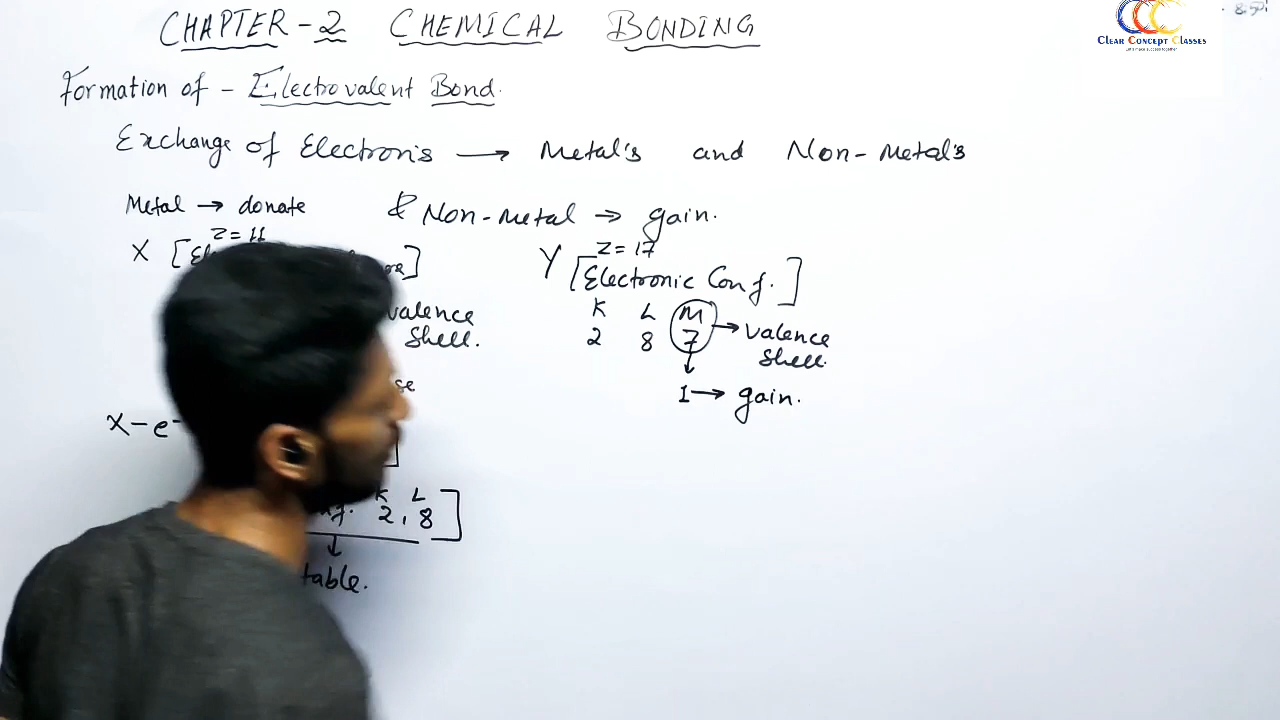 CHAPTER-2 CHEMICAL BONDING
CLEAR CONCEPT CLASSES
Formation of - Electrovalent Bond.
Exchange of Electron's → Metal's and Non-Metal's
Metal → donate & Non-Metal → gain.
Z=11
X [El
Y Z=17
[Electronic Conf.]
K L M → Valence
2 8 7 Shell.
valence
Shell.
1 → gain.
X-e-
K L
2,8]
table.